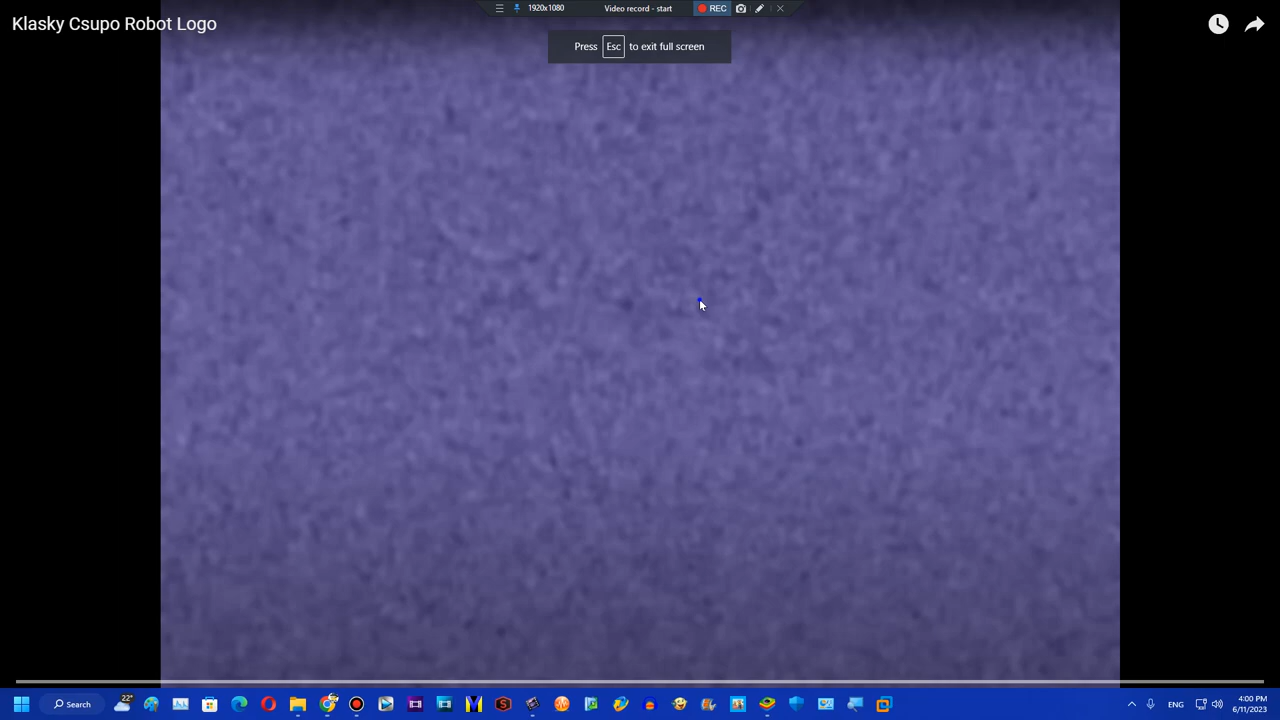 1920x1080 Video record - start REC
Klasky Csupo Robot Logo
Press Esc to exit full screen
22°
Search
ENG
4:00 PM
6/11/2023